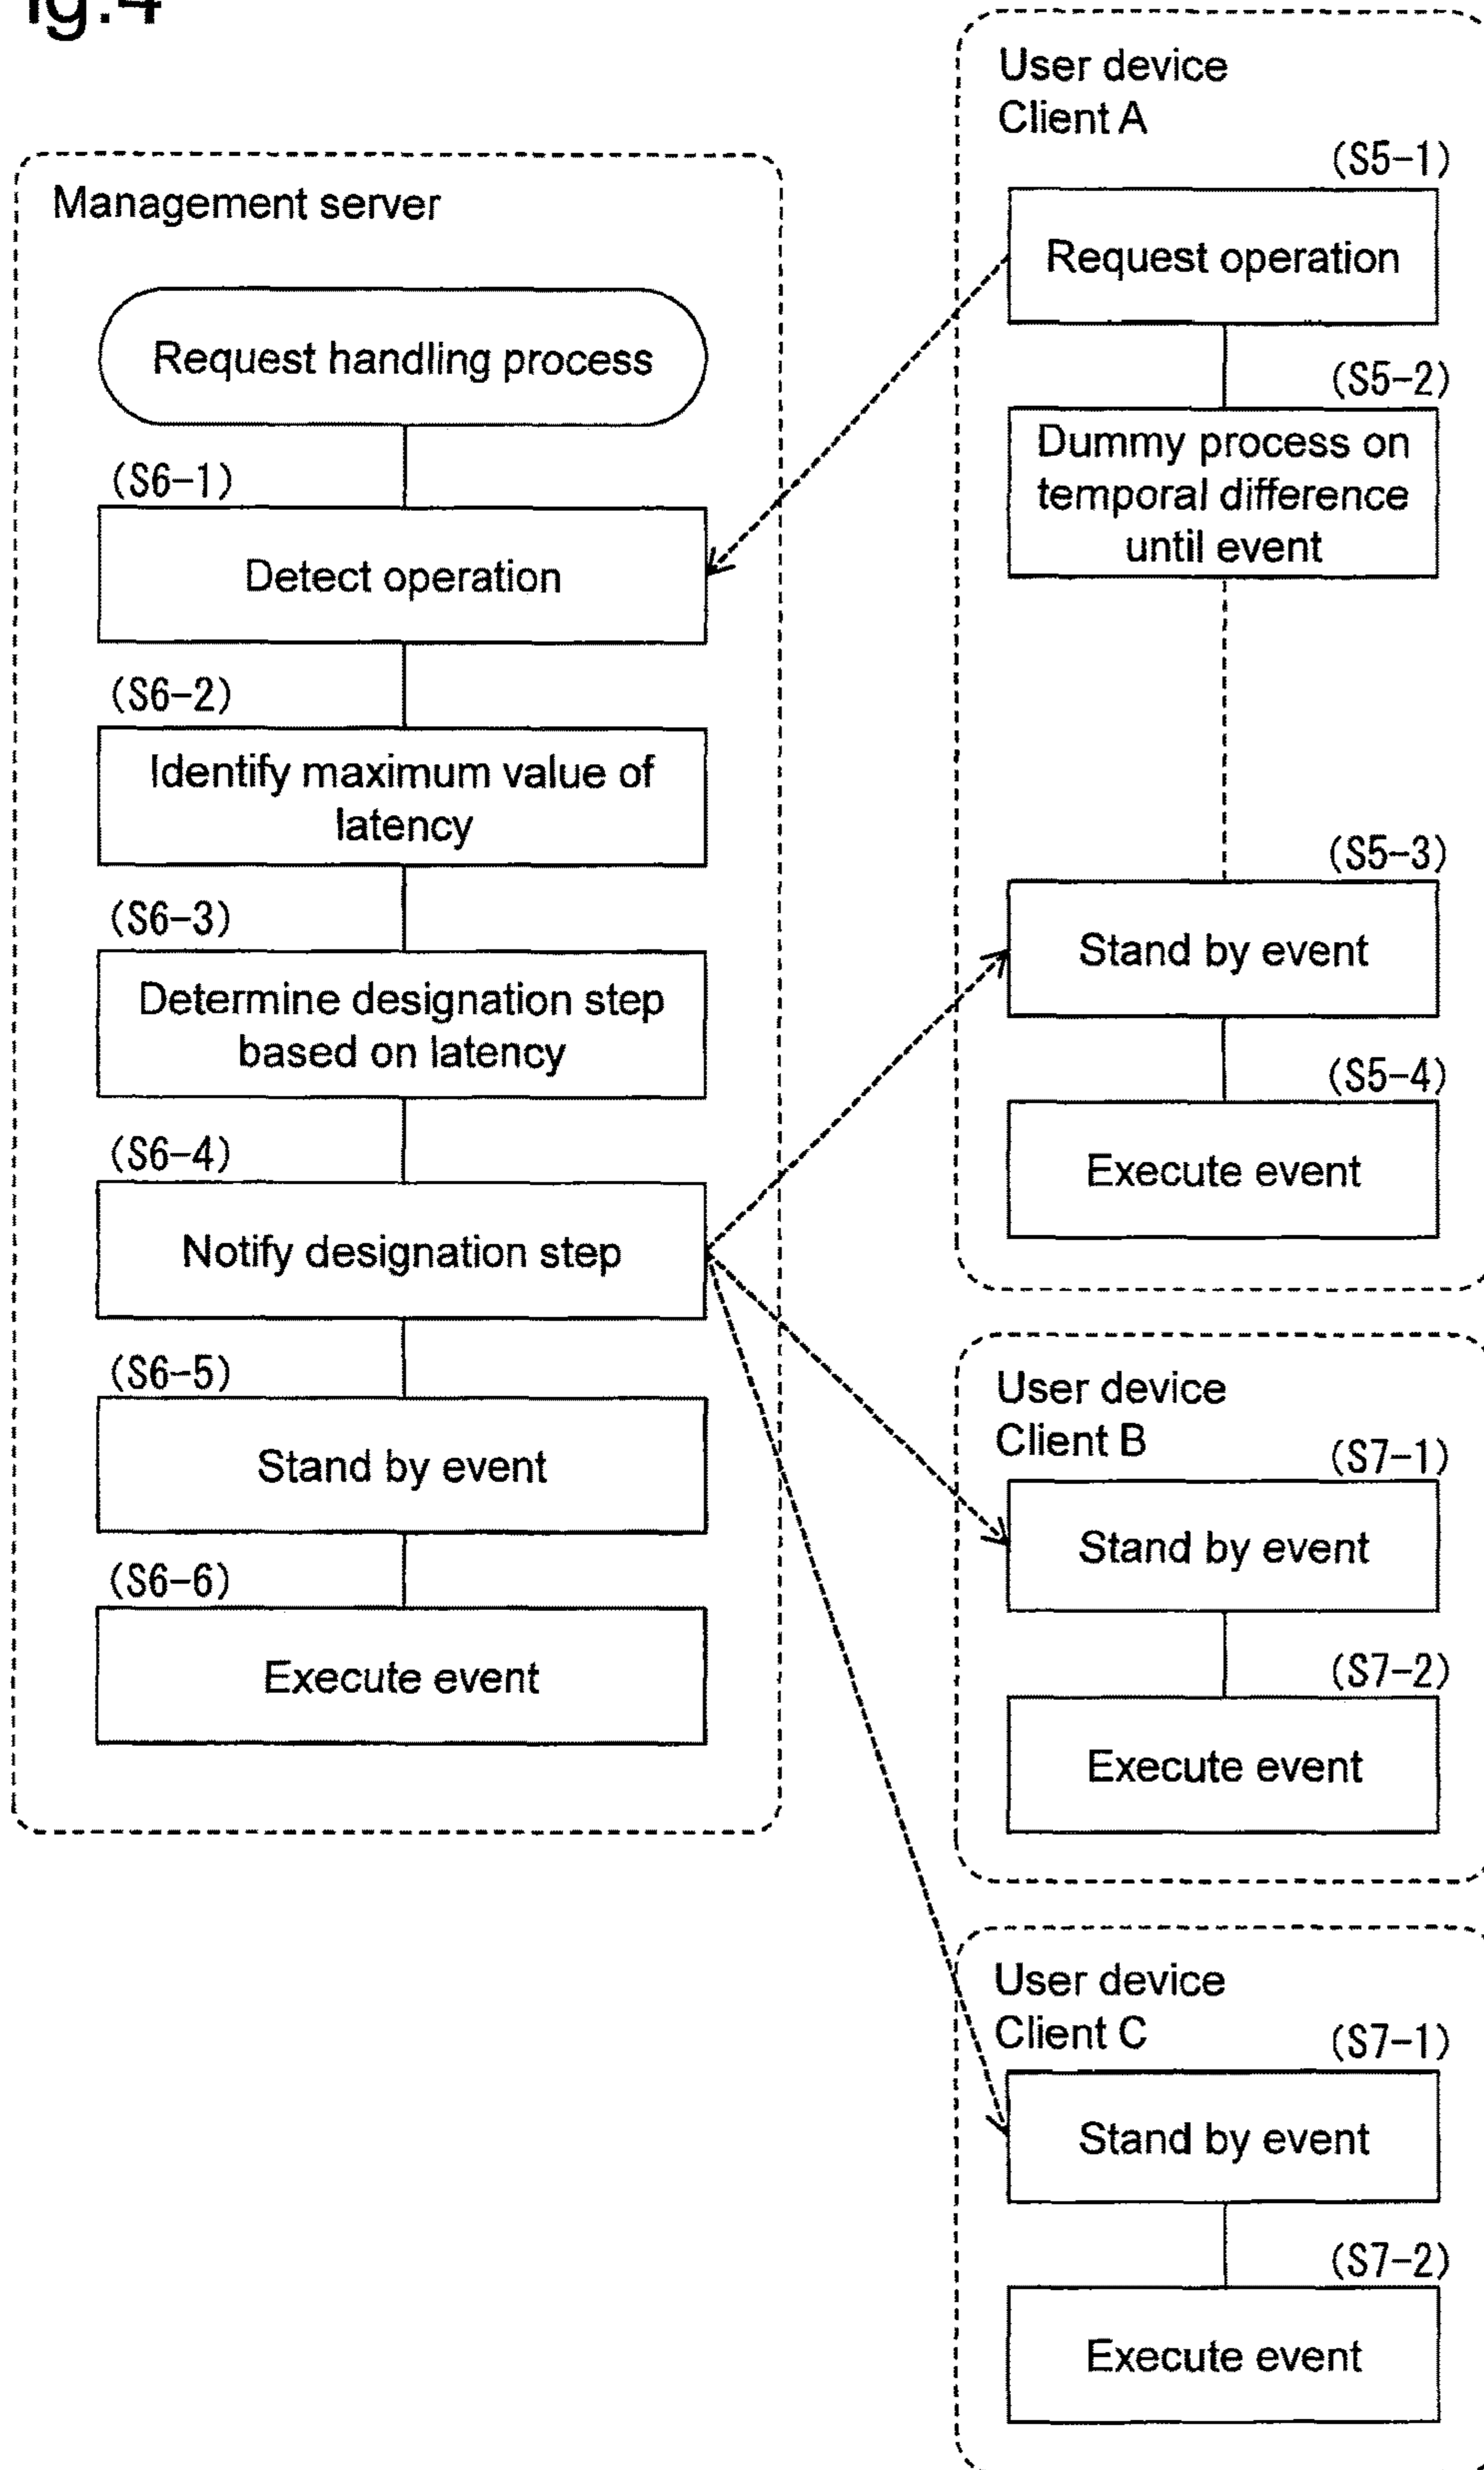 ig.4
Management server
Request handling process
(S6-1)
Detect operation
(S6-2)
Identify maximum value of
latency
(S6-3)
Determine designation step
based on latency
(S6-4)
Notify designation step
(S6-5)
Stand by event
(S6-6)
Execute event
User device
Client A
(S5-1)
Request operation
(S5-2)
Dummy process on
temporal difference
until event
(S5-3)
Stand by event
(S5-4)
Execute event
User device
Client B
(S7-1)
Stand by event
(S7-2)
Execute event
User device
Client C
(S7-1)
Stand by event
(S7-2)
Execute event